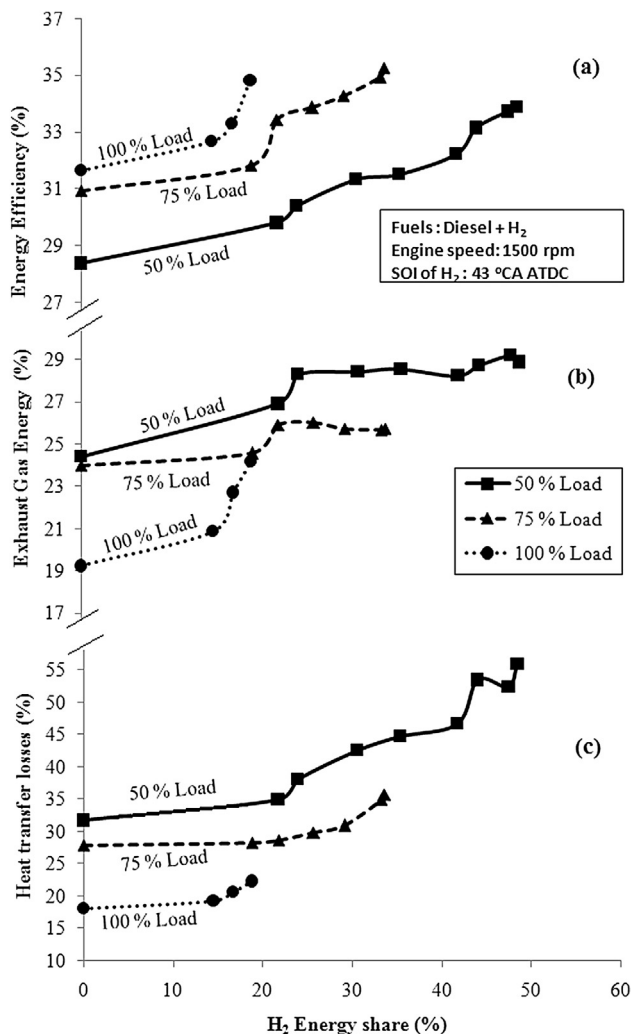 37
35
33
31
29
27
Energy Efficiency (%)
(a)
100 % Load
75 % Load
50 % Load
Fuels : Diesel + H2
Engine speed: 1500 rpm
SOI of H2 : 43 °CA ATDC
29
27
25
23
21
19
17
Exhaust Gas Energy (%)
(b)
50 % Load
75 % Load
100 % Load
50 % Load
75 % Load
100 % Load
55
50
45
40
35
30
25
20
15
10
Heat transfer losses (%)
(c)
50 % Load
75 % Load
100 % Load
0 10 20 30 40 50 60
H2 Energy share (%)